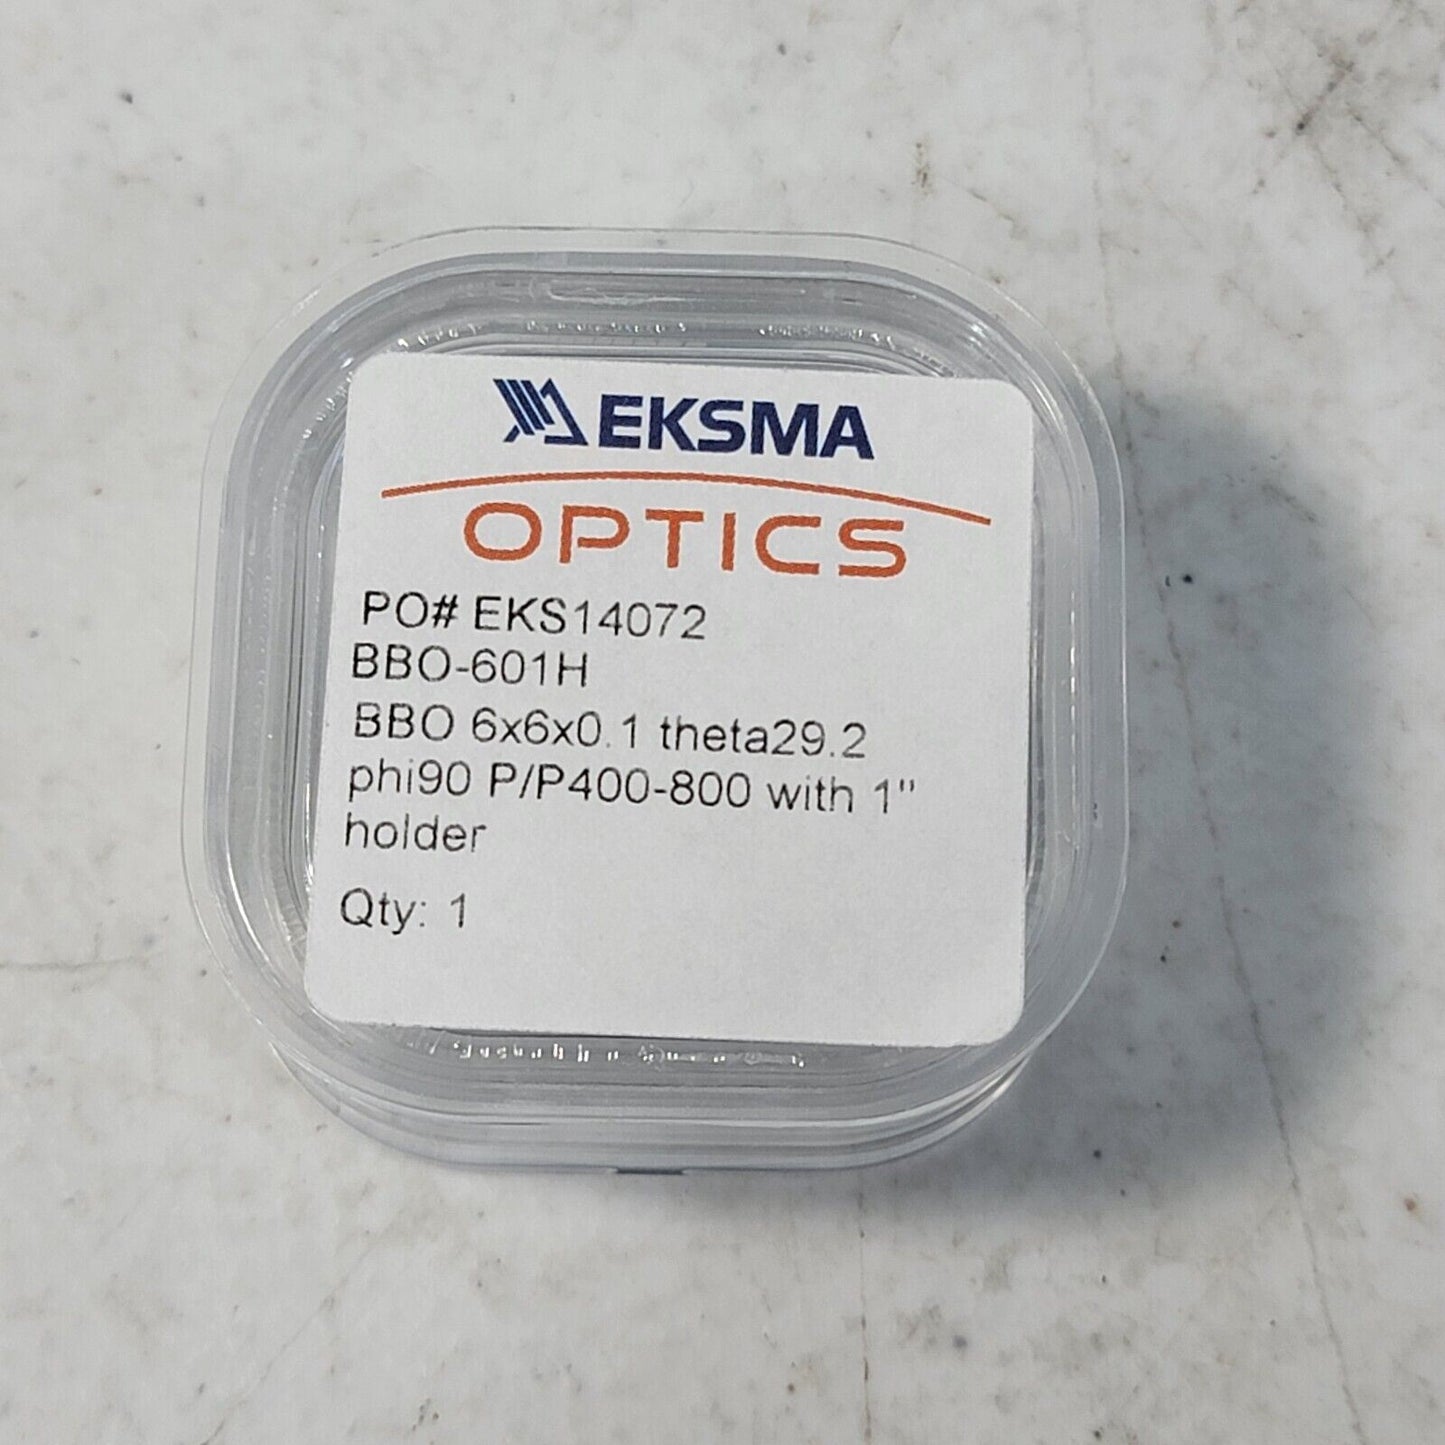 EKSMA
OPTICS
PO# EKS14072
BBO-601H
BBO 6x6x0.1 theta29.2
phi90 P/P400-800 with 1"
holder
Qty: 1